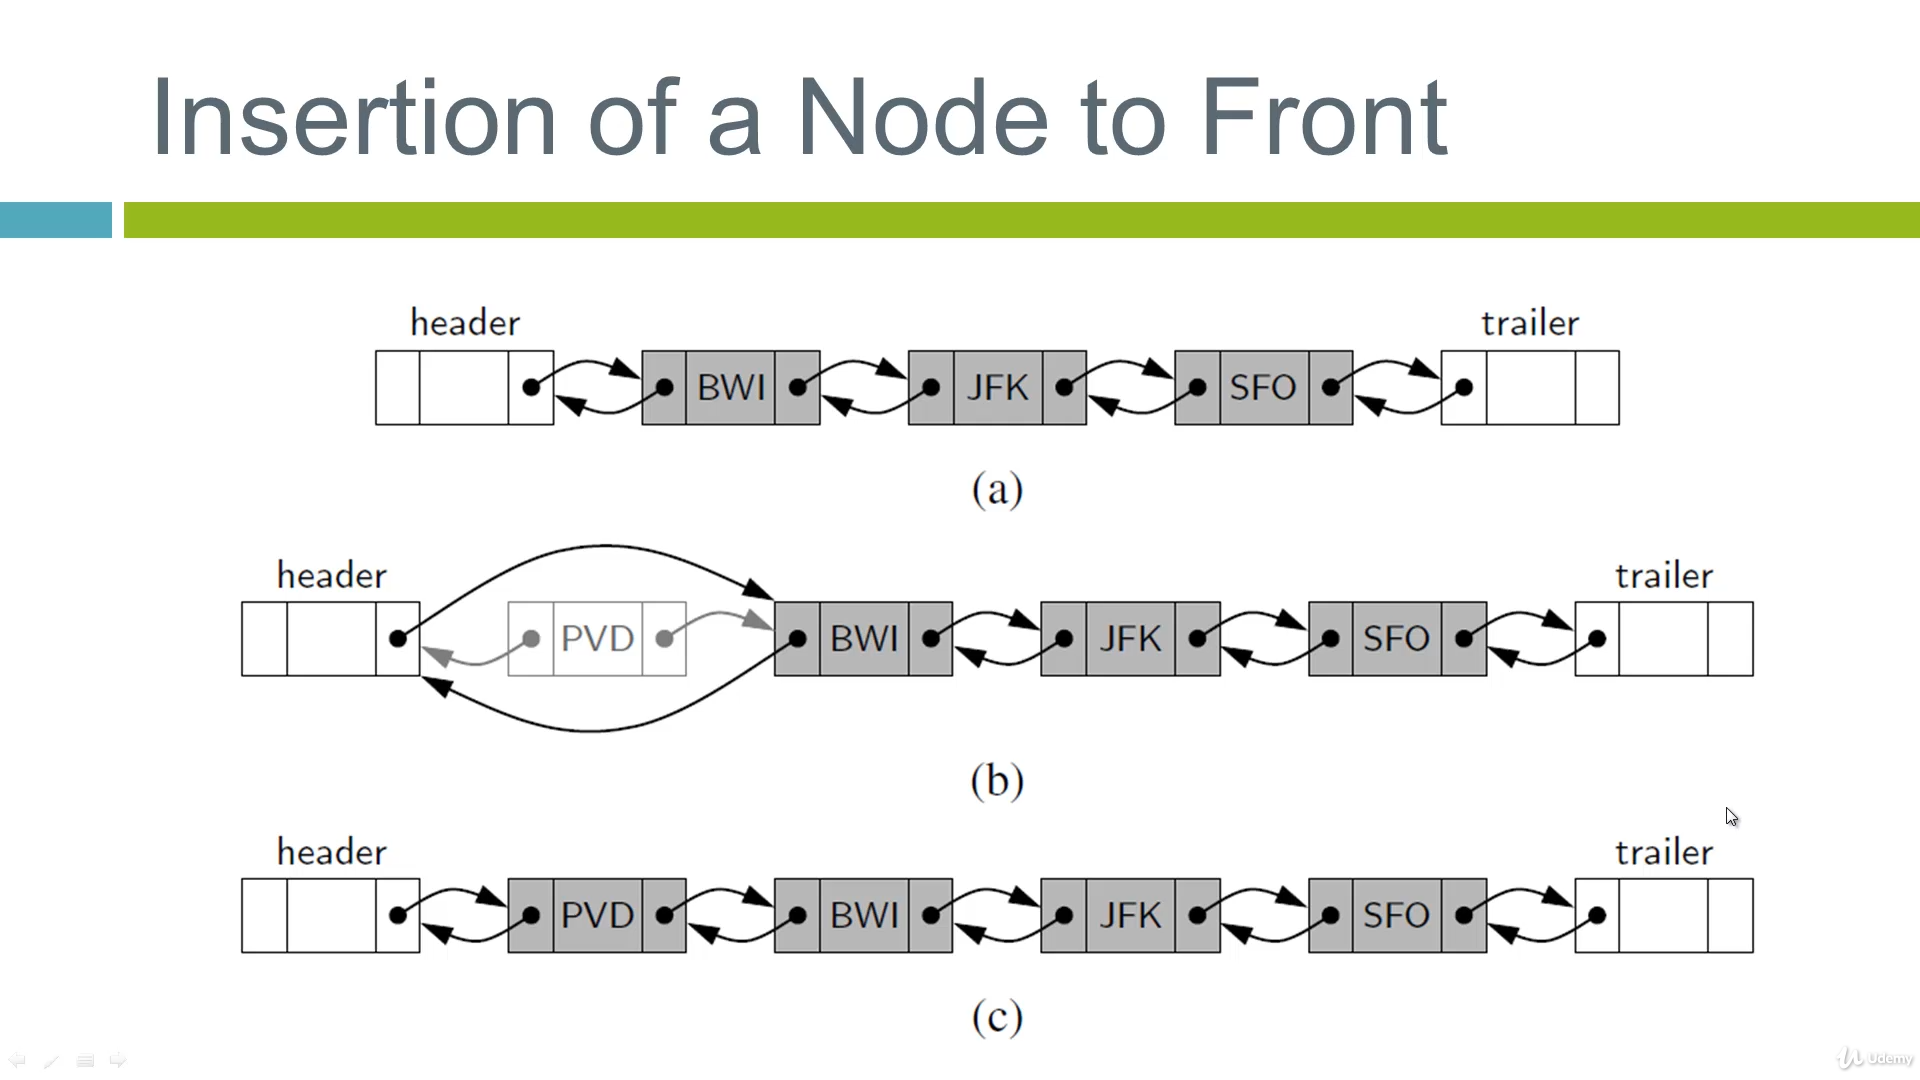 Insertion of a Node to Front
header trailer
BWI JFK SFO
(a)
header trailer
PVD BWI JFK SFO
(b)
header trailer
PVD BWI JFK SFO
(c)
Udemy